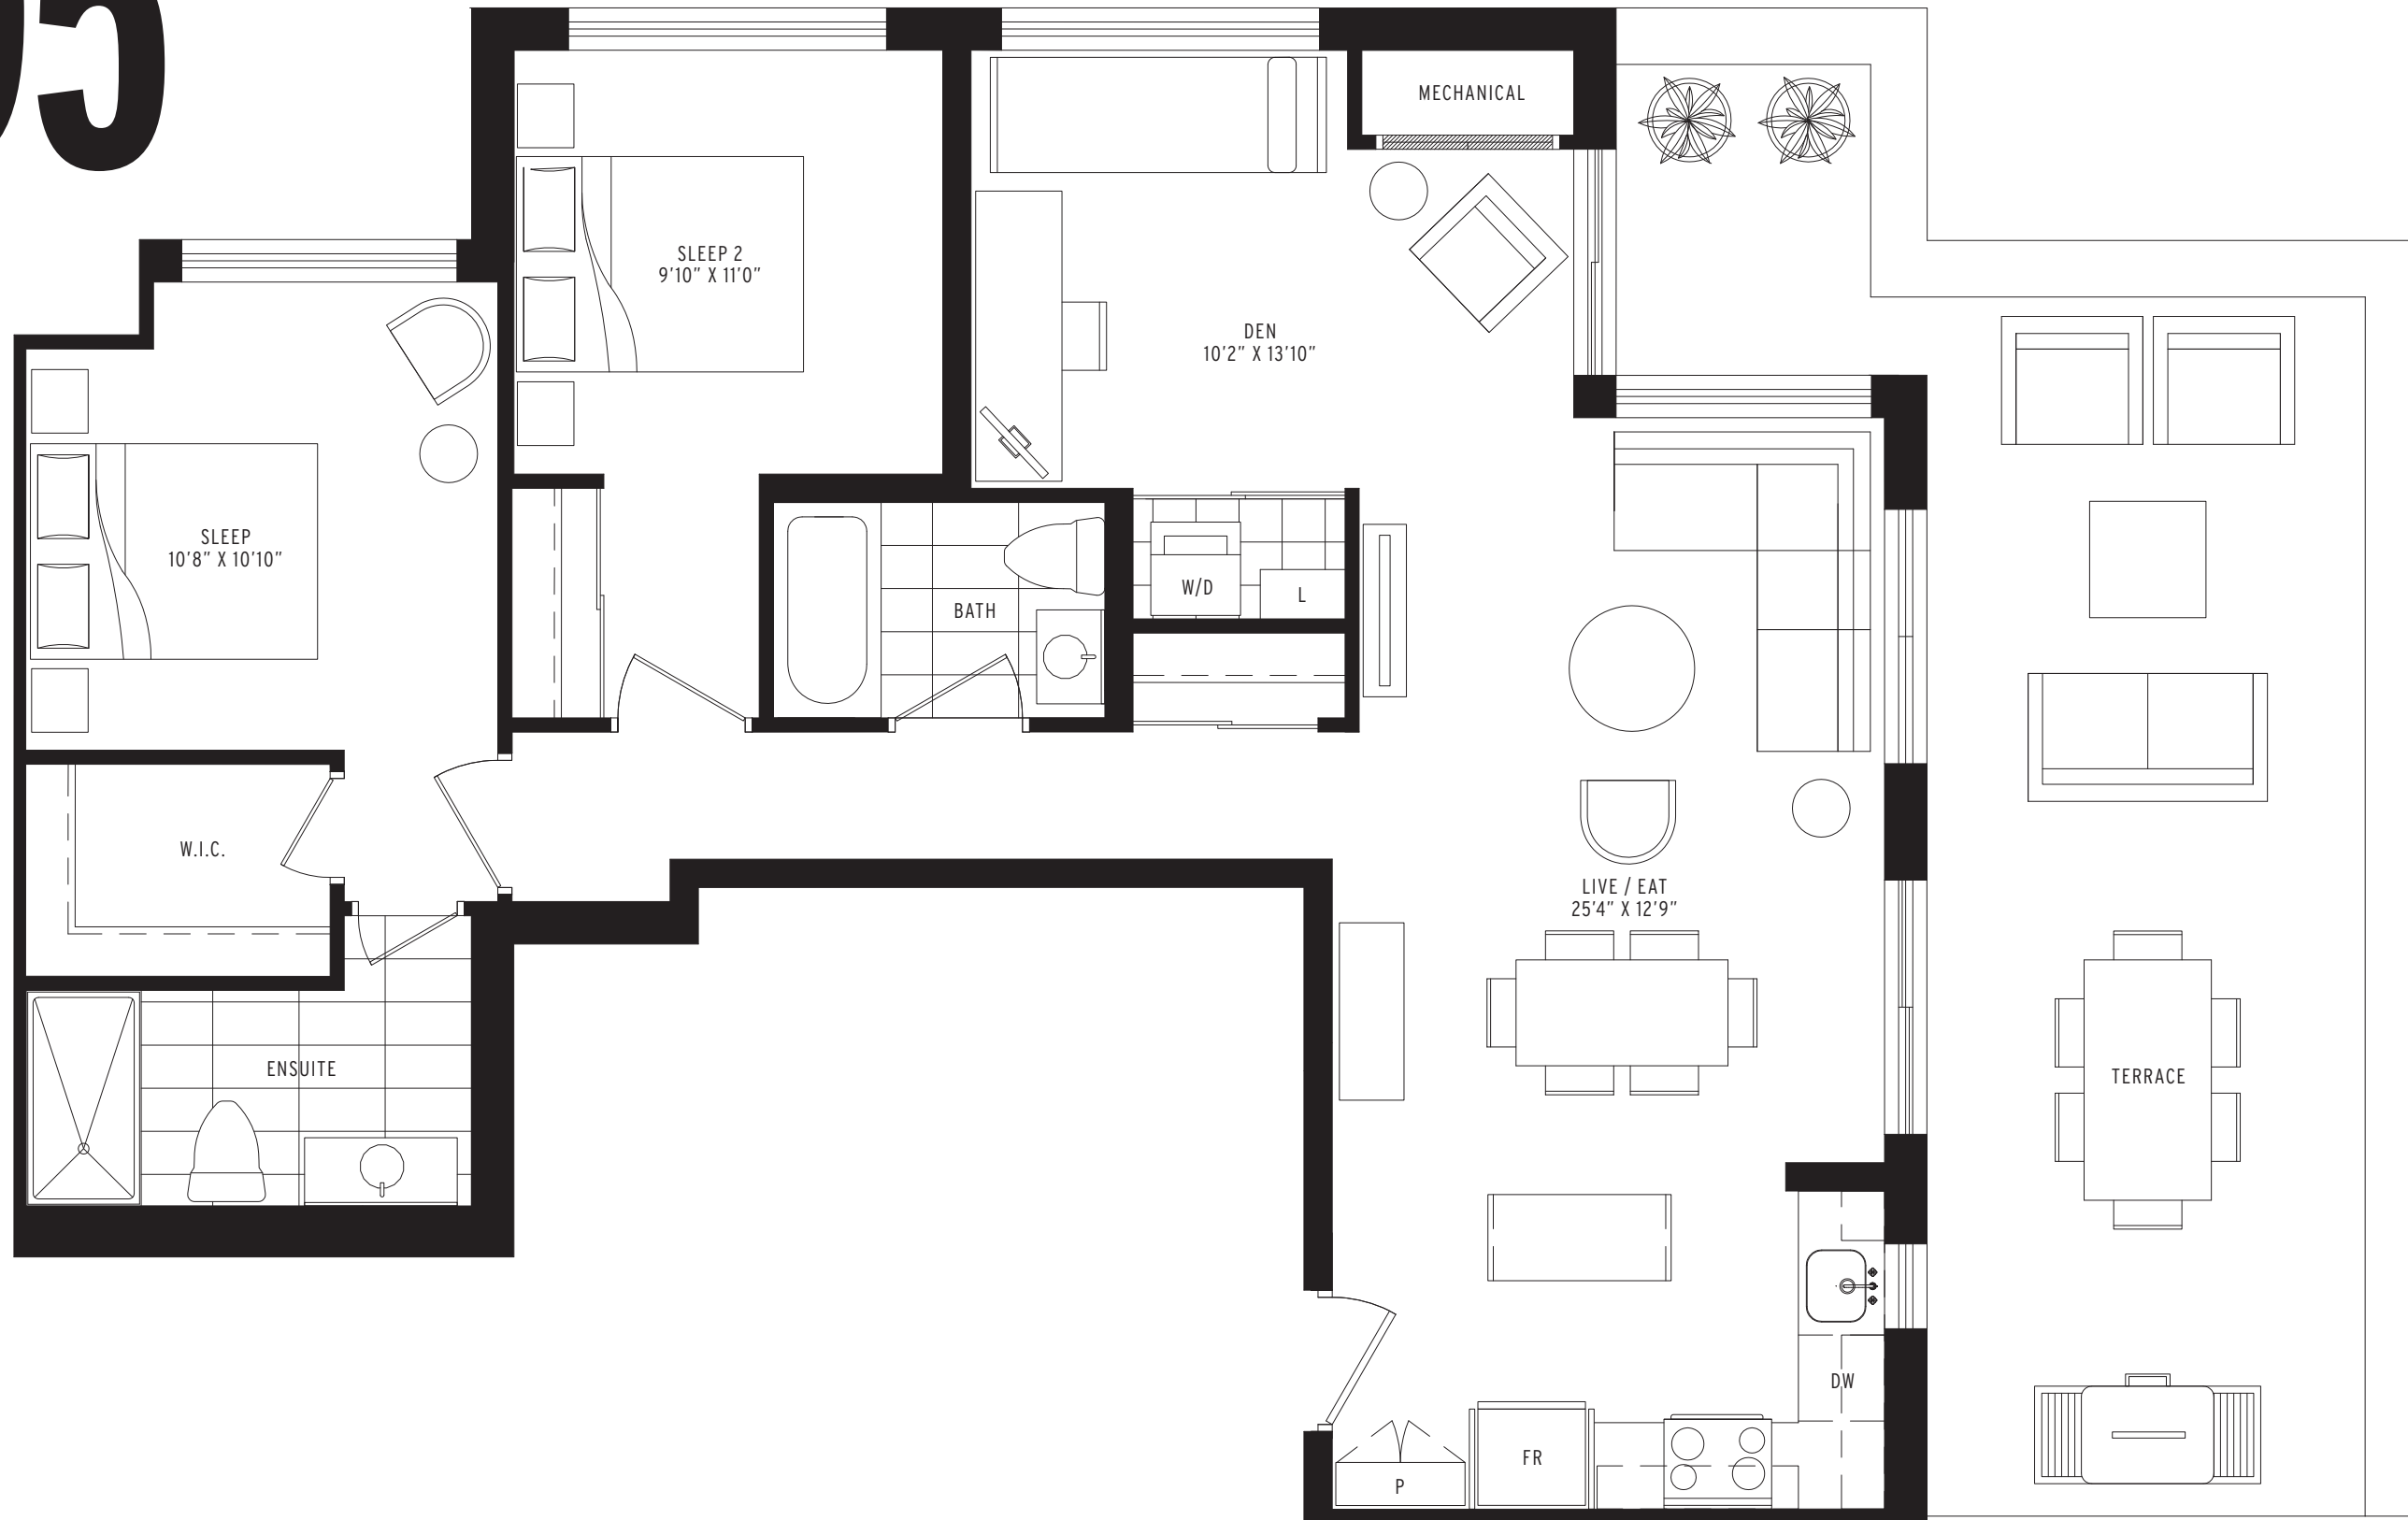 05
MECHANICAL
SLEEP 2
9'10" X 11'0"
DEN
10'2" X 13'10"
SLEEP
10'8" X 10'10"
BATH
W/D
L
W.I.C.
LIVE / EAT
25'4" X 12'9"
ENSUITE
TERRACE
DW
FR
P